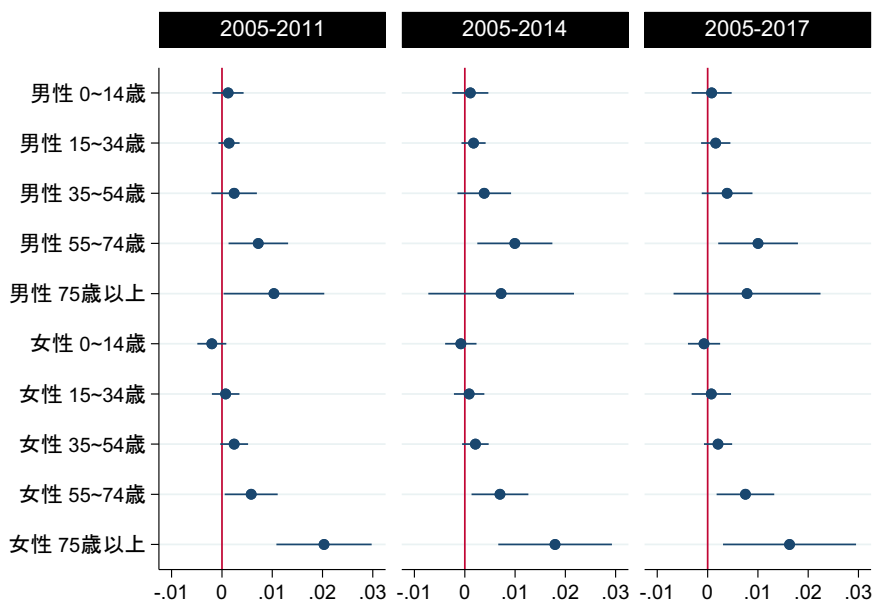 2005-2011
2005-2014
2005-2017
男性 0~14歳
男性 15~34歳
男性 35~54歳
男性 55~74歳
男性 75歳以上
女性 0~14歳
女性 15~34歳
女性 35~54歳
女性 55~74歳
女性 75歳以上
-.01 0 .01 .02 .03
-.01 0 .01 .02 .03
-.01 0 .01 .02 .03